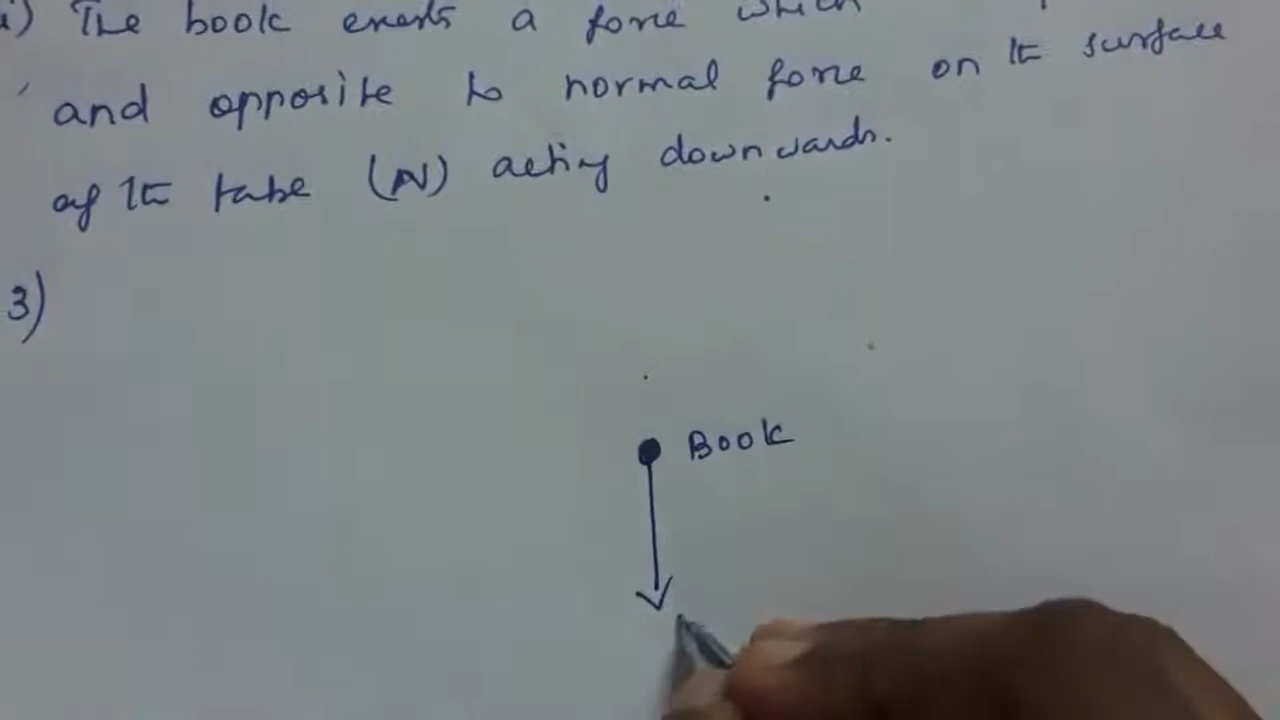 i) The book exerts a force which
and opposite to normal force on the surface
of the table (N) acting downwards.
3)
Book